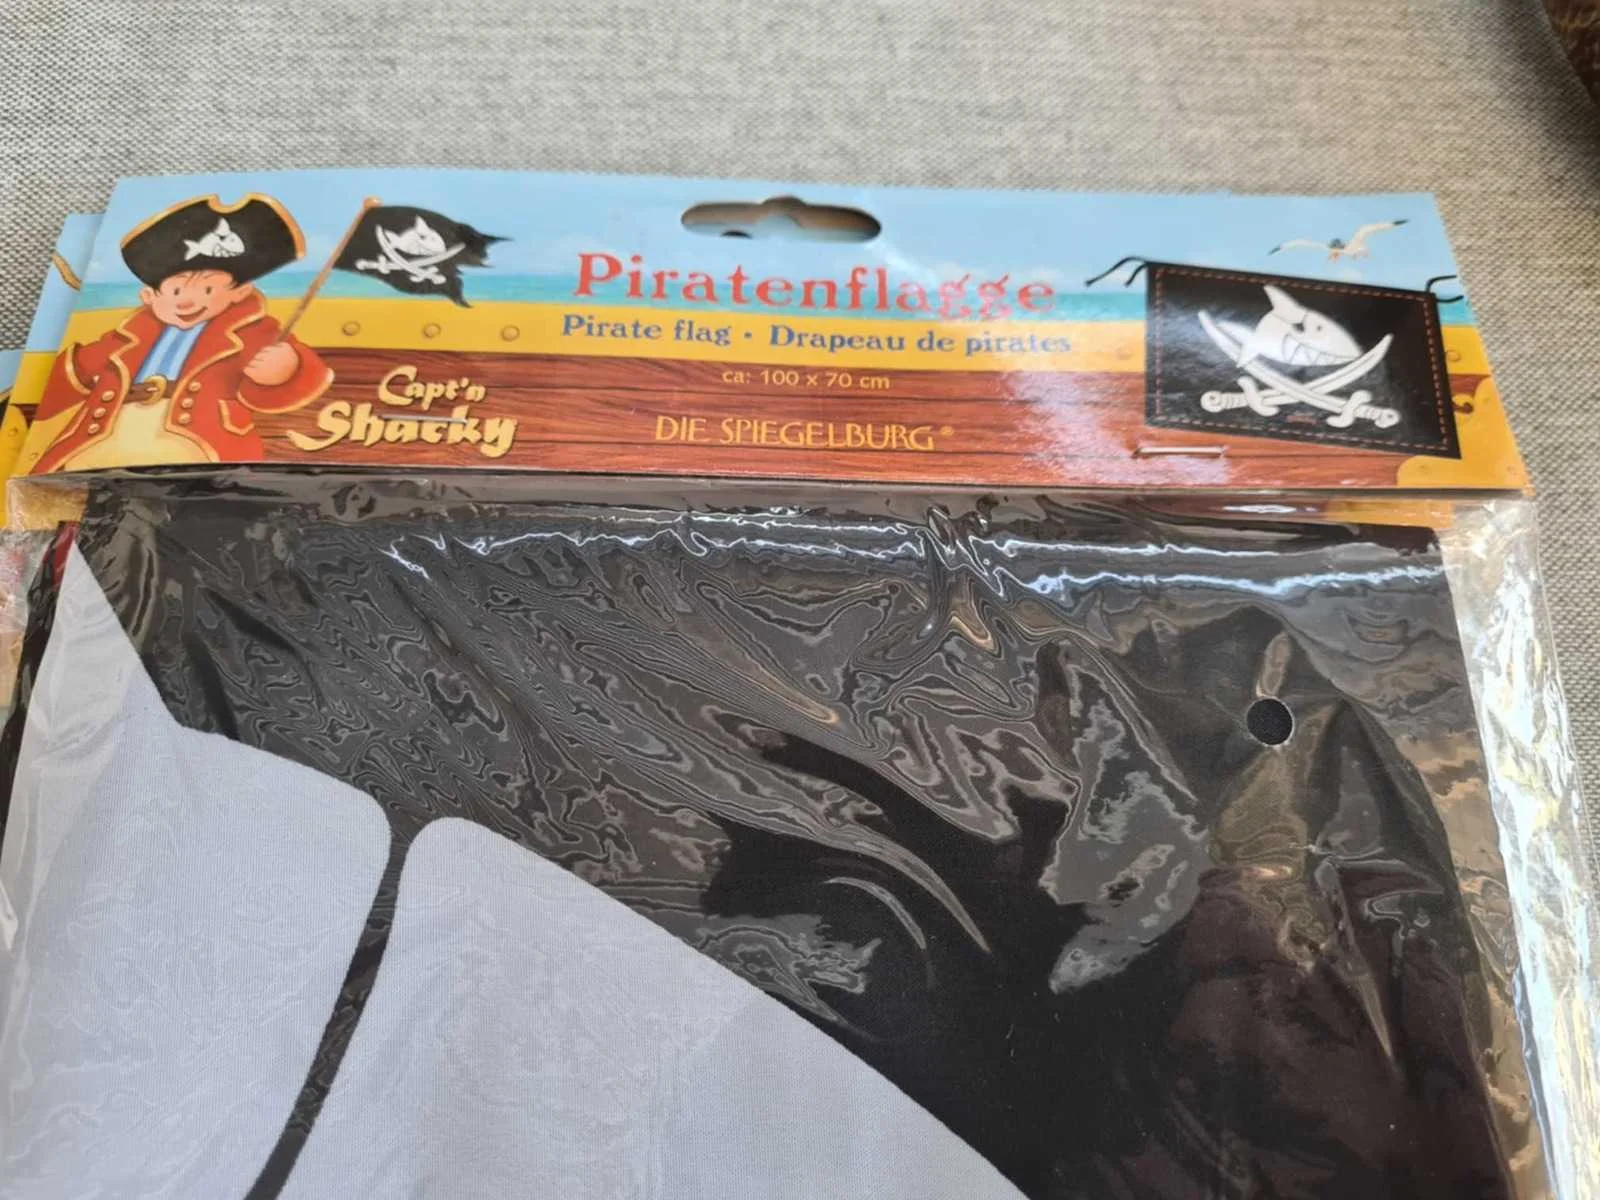 Piratenflagge
Pirate flag • Drapeau de pirates
ca: 100 x 70 cm
Capt'n
Sharky
DIE SPIEGELBURG®